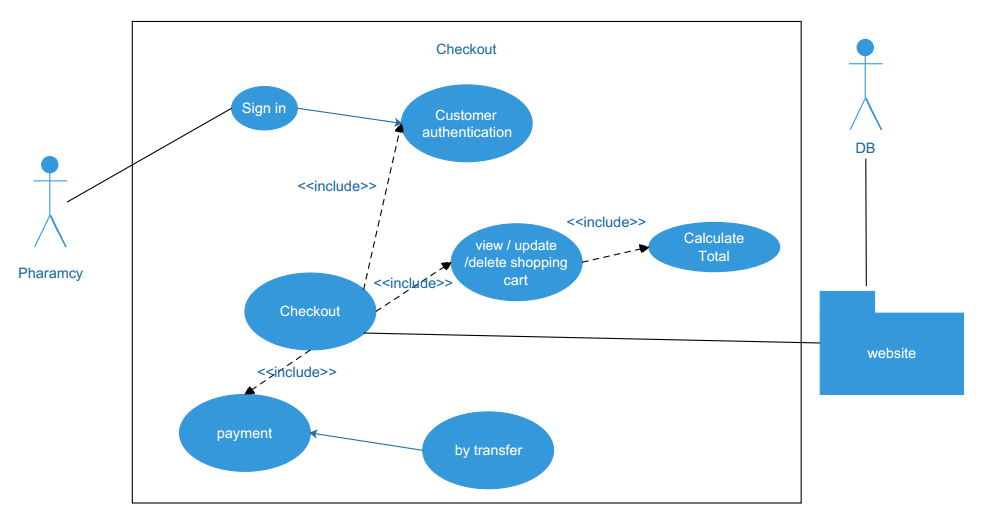 Checkout
Sign in
Customer
authentication
DB
<<include>>
<<include>>
view / update
/delete shopping
cart
Calculate
Total
Pharamcy
<<include>>
Checkout
website
<<include>>
payment
by transfer